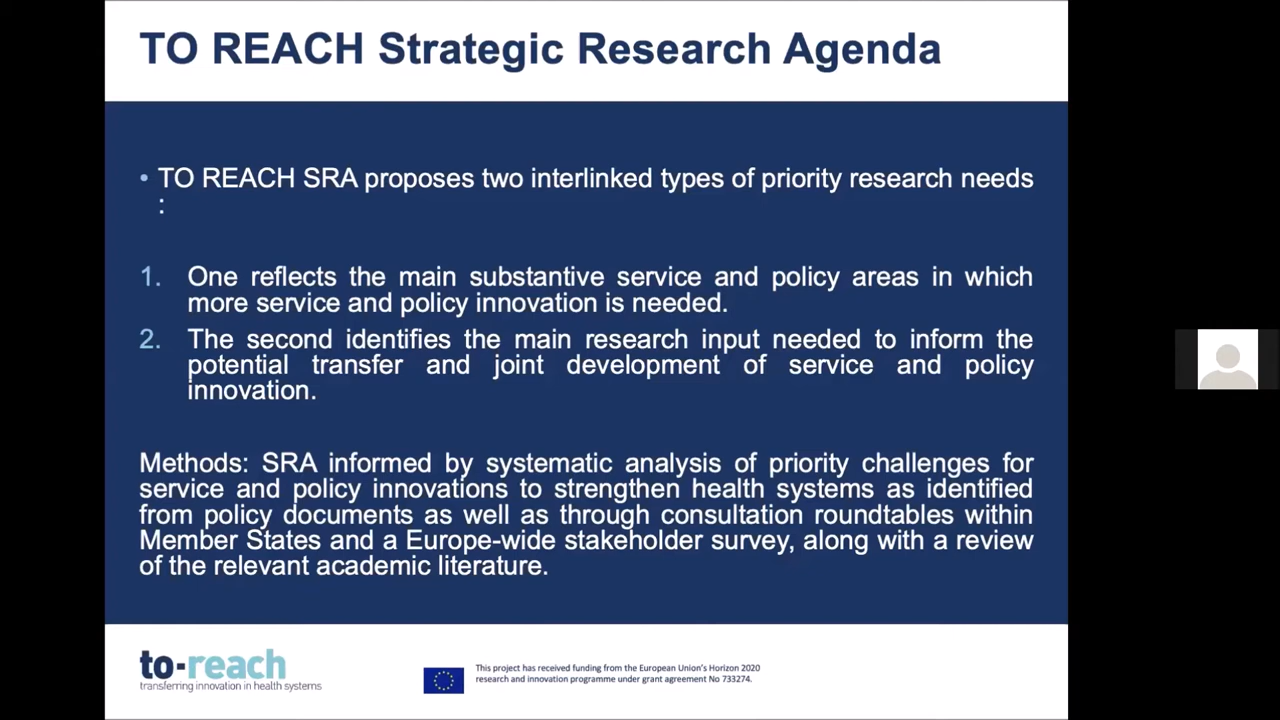 TO REACH Strategic Research Agenda
• TO REACH SRA proposes two interlinked types of priority research needs
:
1. One reflects the main substantive service and policy areas in which
more service and policy innovation is needed.
2. The second identifies the main research input needed to inform the
potential transfer and joint development of service and policy
innovation.
Methods: SRA informed by systematic analysis of priority challenges for
service and policy innovations to strengthen health systems as identified
from policy documents as well as through consultation roundtables within
Member States and a Europe-wide stakeholder survey, along with a review
of the relevant academic literature.
to-reach
transferring innovation in health systems
This project has received funding from the European Union's Horizon 2020
research and innovation programme under grant agreement No 733274.